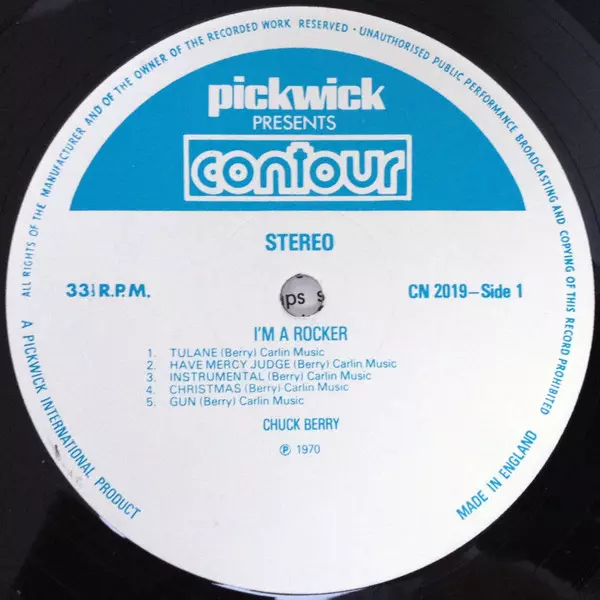 ALL RIGHTS OF THE MANUFACTURER AND OF THE OWNER OF THE RECORDED WORK RESERVED - UNAUTHORISED PUBLIC PERFORMANCE BROADCASTING AND COPYING OF THIS RECORD PROHIBITED
pickwick
PRESENTS
contour
STEREO
33⅓ R.P.M.
CN 2019–Side 1
ps s
I'M A ROCKER
1. TULANE (Berry) Carlin Music
2. HAVE MERCY JUDGE (Berry) Carlin Music
3. INSTRUMENTAL (Berry) Carlin Music
4. CHRISTMAS (Berry) Carlin Music
5. GUN (Berry) Carlin Music
CHUCK BERRY
℗ 1970
A PICKWICK INTERNATIONAL PRODUCT
MADE IN ENGLAND